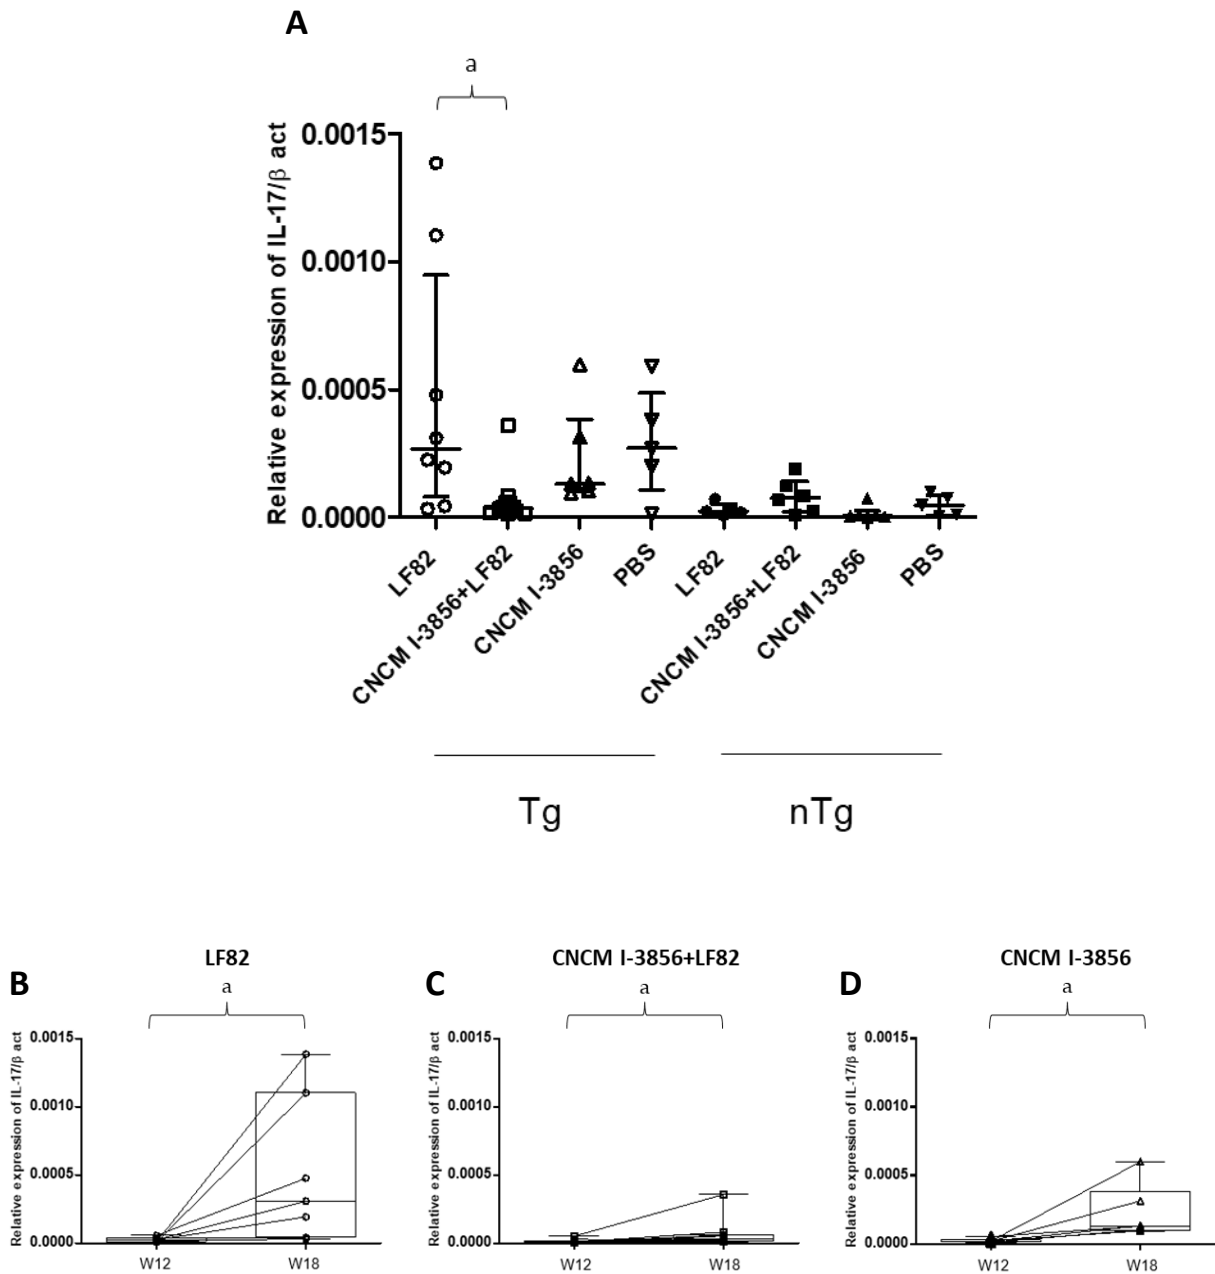 A
a
Relative expression of IL-17/β act
0.0015
0.0010
0.0005
0.0000
LF82
CNCM I-3856+LF82
CNCM I-3856
PBS
LF82
CNCM I-3856+LF82
CNCM I-3856
PBS
Tg
nTg
B
LF82
a
Relative expression of IL-17/β act
0.0015
0.0010
0.0005
0.0000
W12
W18
C
CNCM I-3856+LF82
a
Relative expression of IL-17/β act
0.0015
0.0010
0.0005
0.0000
W12
W18
D
CNCM I-3856
a
Relative expression of IL-17/β act
0.0015
0.0010
0.0005
0.0000
W12
W18